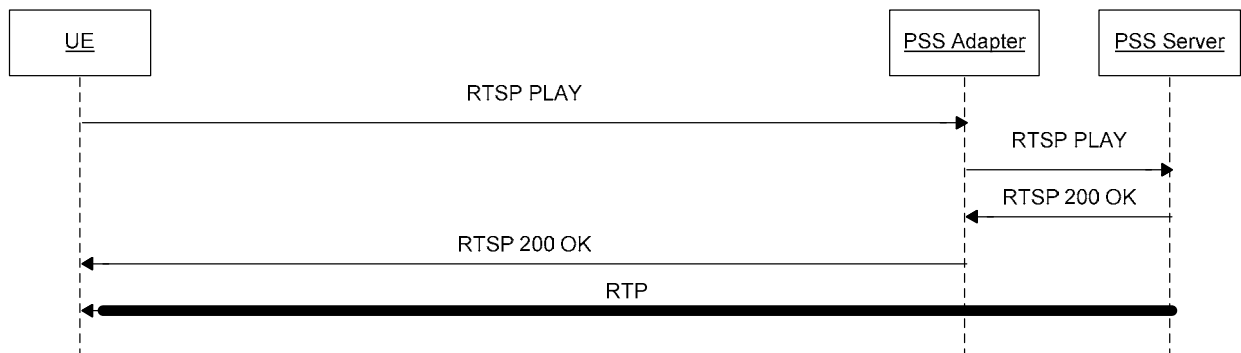 UE
PSS Adapter
PSS Server
RTSP PLAY
RTSP PLAY
RTSP 200 OK
RTSP 200 OK
RTP